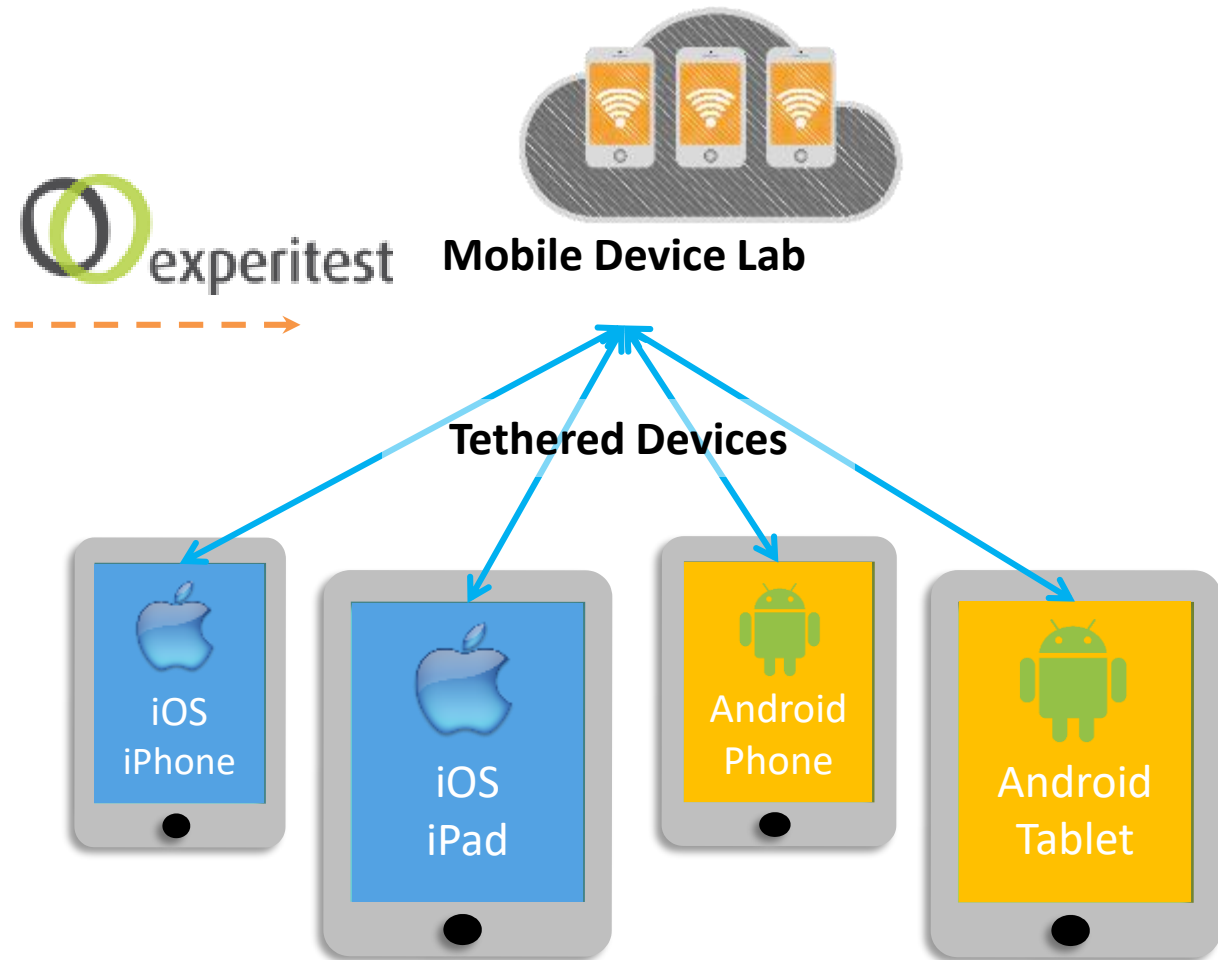 experitest
Mobile Device Lab
Tethered Devices
iOS
iPhone
iOS
iPad
Android
Phone
Android
Tablet